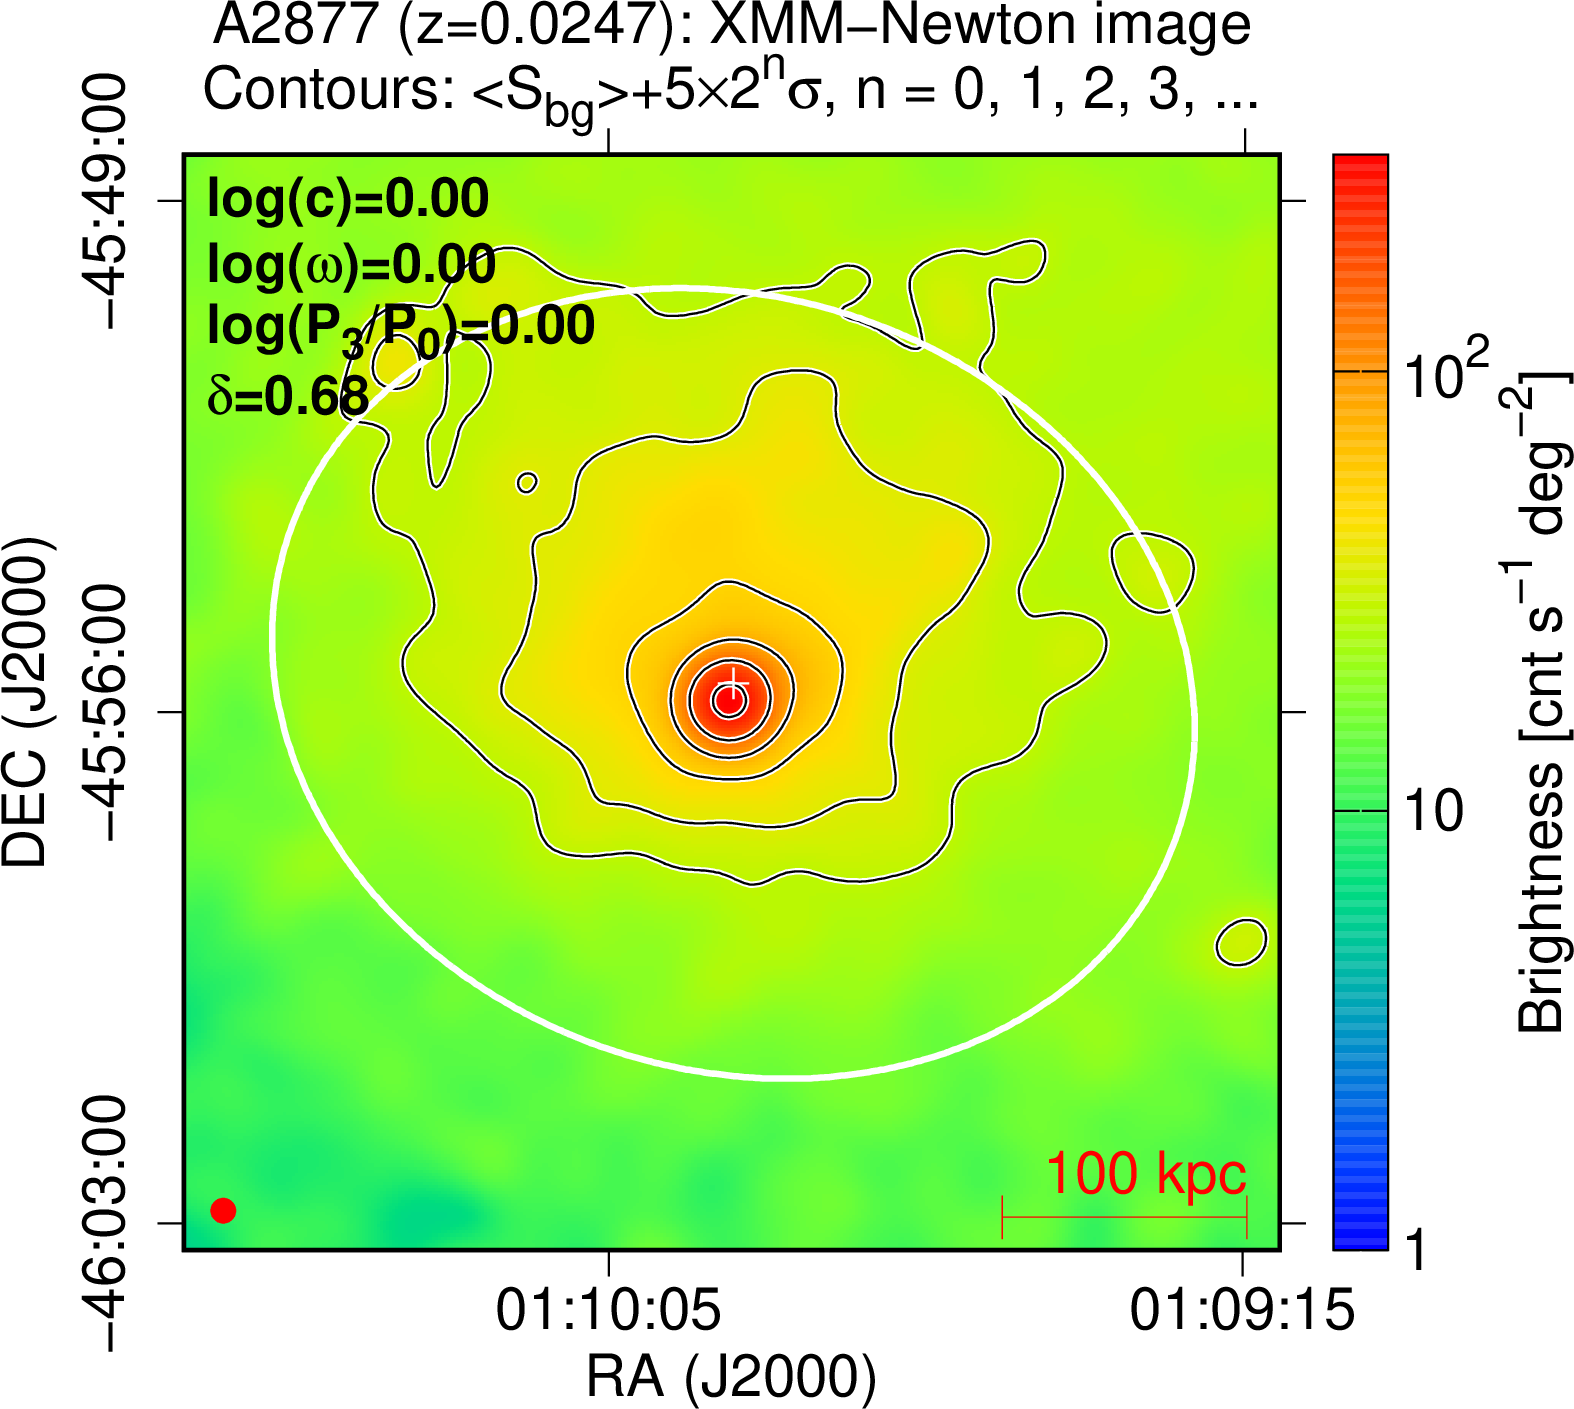 A2877 (z=0.0247): XMM−Newton image
Contours: <S_bg>+5×2^nσ, n = 0, 1, 2, 3, ...
log(c)=0.00
log(ω)=0.00
log(P_3/P_0)=0.00
δ=0.68
−45:49:00
−45:56:00
−46:03:00
DEC (J2000)
100 kpc
01:10:05 01:09:15
RA (J2000)
10^2
10
1
Brightness [cnt s^−1 deg^−2]